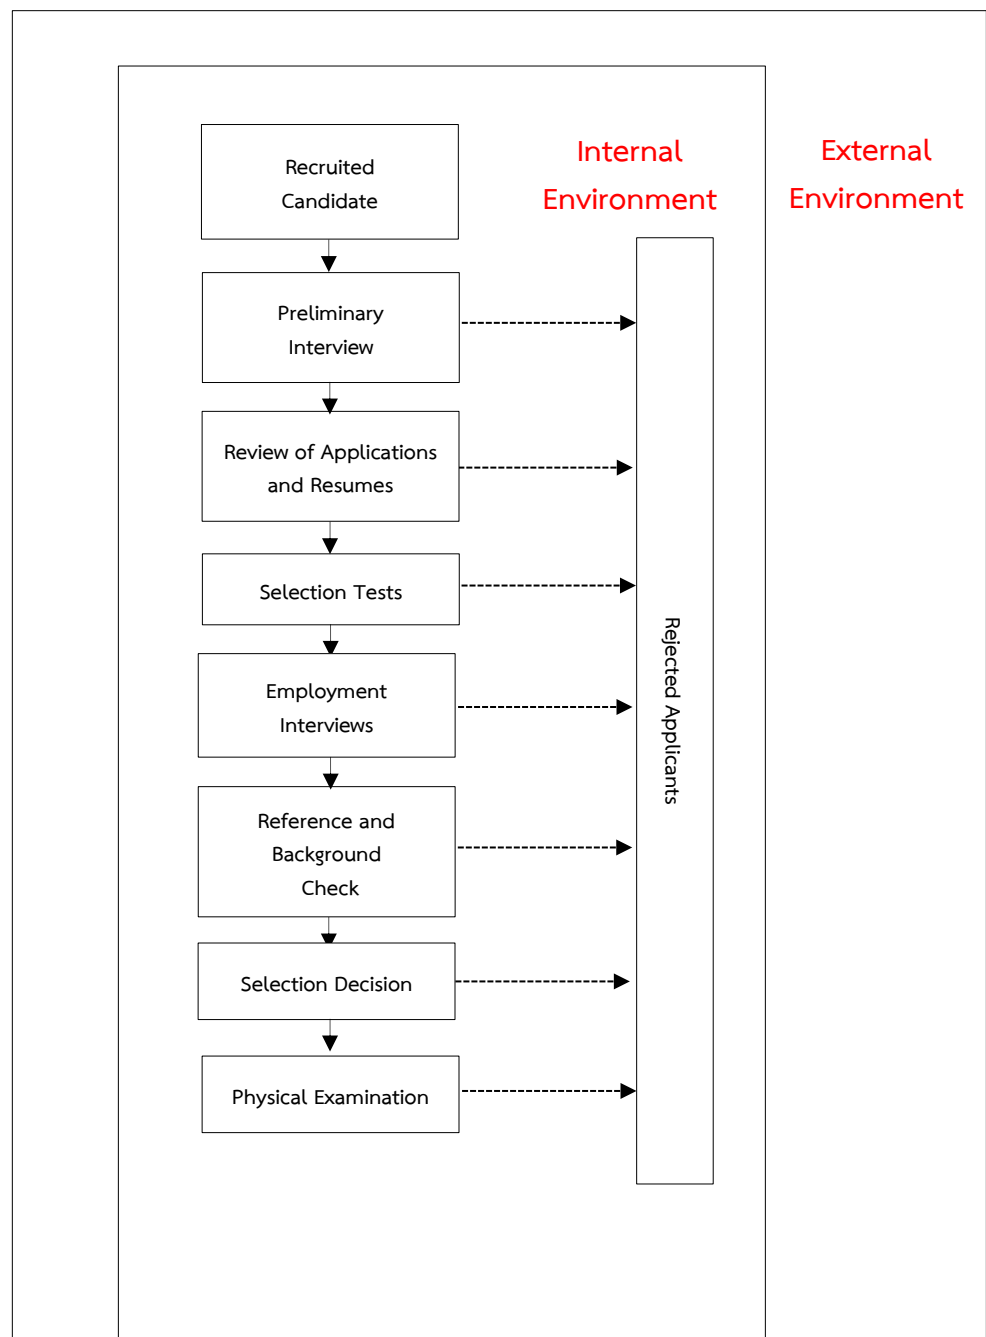 Recruited
Candidate
Internal
Environment
External
Environment
Preliminary
Interview
Review of Applications
and Resumes
Selection Tests
Employment
Interviews
Reference and
Background
Check
Selection Decision
Physical Examination
Rejected Applicants